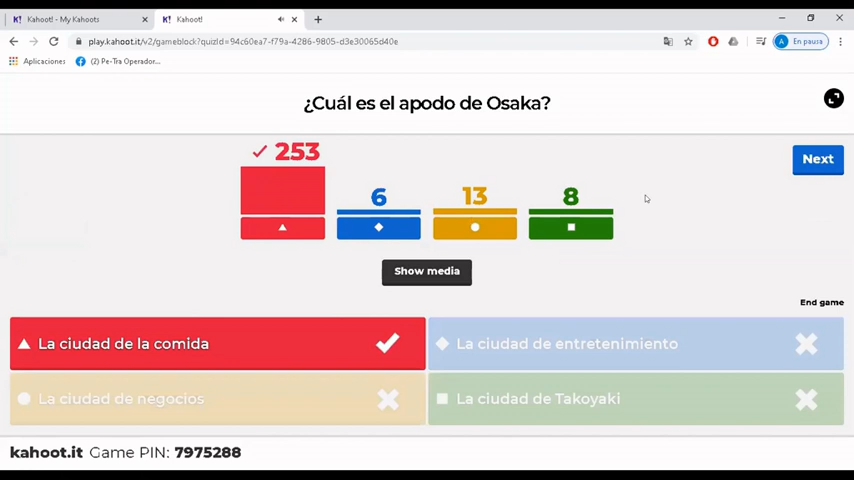 Kahoot! - My Kahoots
Kahoot!
play.kahoot.it/v2/gameblock?quizId=94c60ea7-f79a-4286-9805-d3e30065d40e
En pausa
Aplicaciones
(2) Pe-Tra Operador...
¿Cuál es el apodo de Osaka?
253
6
13
8
Next
Show media
End game
La ciudad de la comida
La ciudad de entretenimiento
La ciudad de negocios
La ciudad de Takoyaki
kahoot.it Game PIN: 7975288